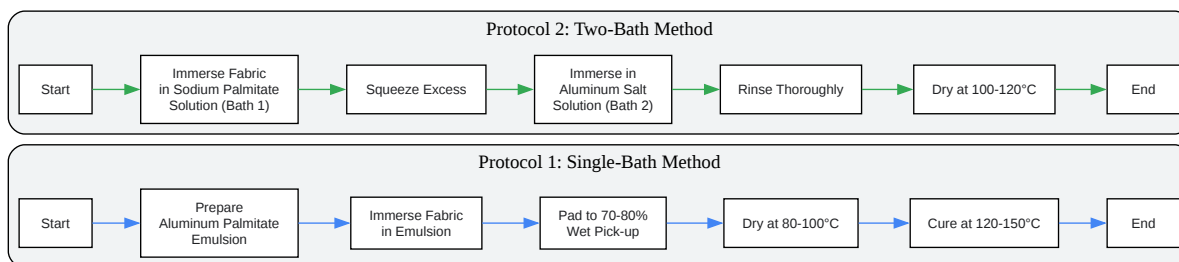 Protocol 2: Two-Bath Method
Start
Immerse Fabric
in Sodium Palmitate
Solution (Bath 1)
Squeeze Excess
Immerse in
Aluminum Salt
Solution (Bath 2)
Rinse Thoroughly
Dry at 100-120°C
End
Protocol 1: Single-Bath Method
Start
Prepare
Aluminum Palmitate
Emulsion
Immerse Fabric
in Emulsion
Pad to 70-80%
Wet Pick-up
Dry at 80-100°C
Cure at 120-150°C
End